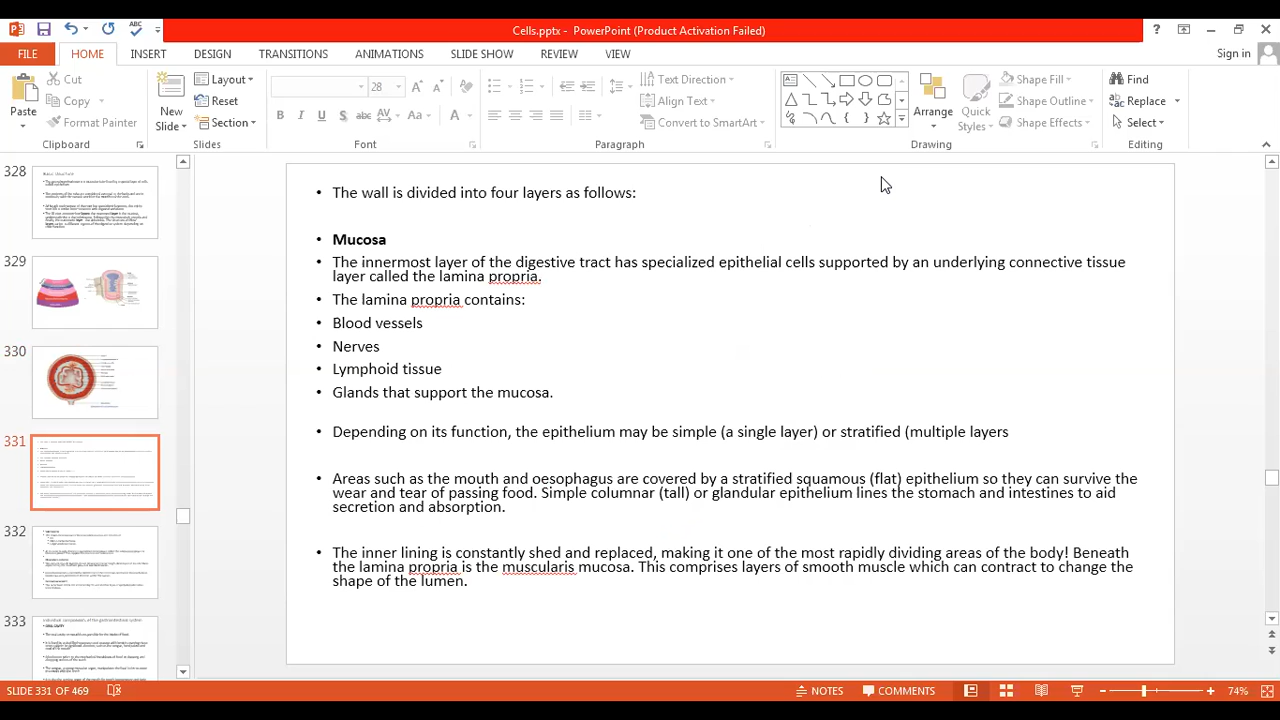 Cells.pptx - PowerPoint (Product Activation Failed)
FILE HOME INSERT DESIGN TRANSITIONS ANIMATIONS SLIDE SHOW REVIEW VIEW Sign in
Paste
Cut
Copy
Format Painter
Clipboard
New Slide
Layout
Reset
Section
Slides
28
Font
Text Direction
Align Text
Convert to SmartArt
Paragraph
Arrange
Quick Styles
Shape Fill
Shape Outline
Shape Effects
Drawing
Find
Replace
Select
Editing
328
329
330
331
332
333
• The wall is divided into four layers as follows:
• Mucosa
• The innermost layer of the digestive tract has specialized epithelial cells supported by an underlying connective tissue
layer called the lamina propria.
• The lamina propria contains:
• Blood vessels
• Nerves
• Lymphoid tissue
• Glands that support the mucosa.
• Depending on its function, the epithelium may be simple (a single layer) or stratified (multiple layers
• Areas such as the mouth and oesophagus are covered by a stratified squamous (flat) epithelium so they can survive the
wear and tear of passing food. Simple columnar (tall) or glandular epithelium lines the stomach and intestines to aid
secretion and absorption.
• The inner lining is constantly shed and replaced, making it one of the most rapidly dividing areas of the body! Beneath
the lamina propria is the muscularis mucosa. This comprises layers of smooth muscle which can contract to change the
shape of the lumen.
SLIDE 331 OF 469 NOTES COMMENTS 74%